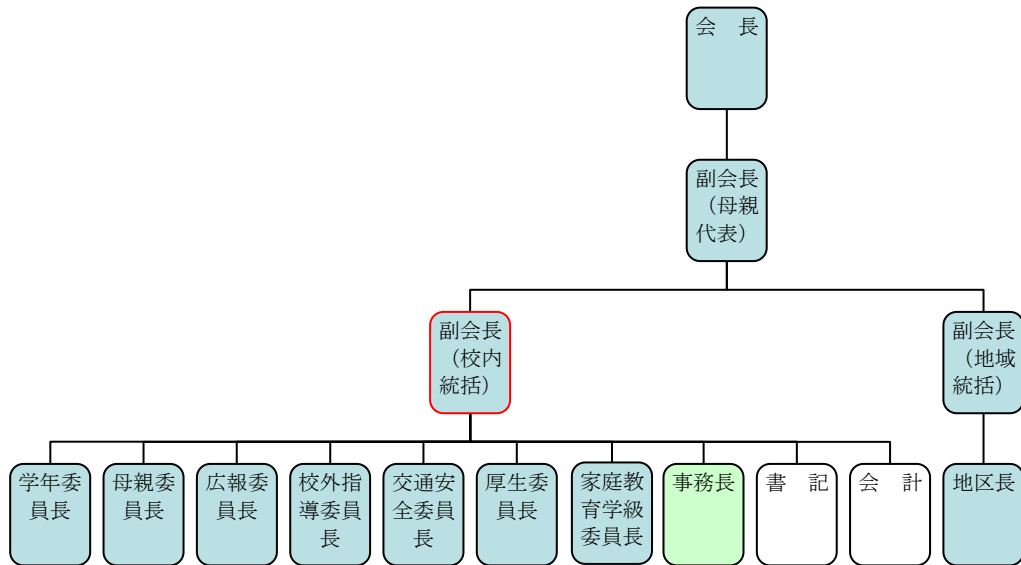 会　長
副会長
（母親
代表）
副会長
（校内
統括）
副会長
（地域
統括）
学年委
員長
母親委
員長
広報委
員長
校外指
導委員
長
交通安
全委員
長
厚生委
員長
家庭教
育学級
委員長
事務長
書　記
会　計
地区長